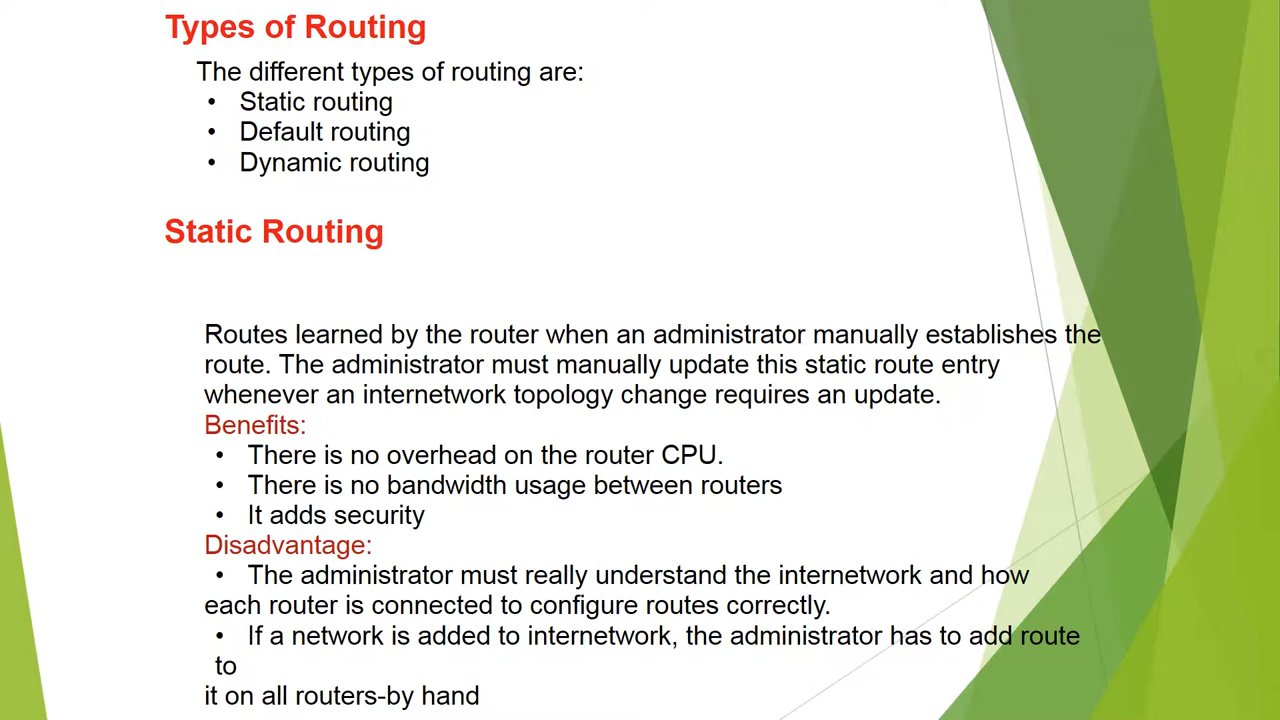 Types of Routing
The different types of routing are:
• Static routing
• Default routing
• Dynamic routing
Static Routing
Routes learned by the router when an administrator manually establishes the
route. The administrator must manually update this static route entry
whenever an internetwork topology change requires an update.
Benefits:
• There is no overhead on the router CPU.
• There is no bandwidth usage between routers
• It adds security
Disadvantage:
• The administrator must really understand the internetwork and how
each router is connected to configure routes correctly.
• If a network is added to internetwork, the administrator has to add route
to
it on all routers-by hand